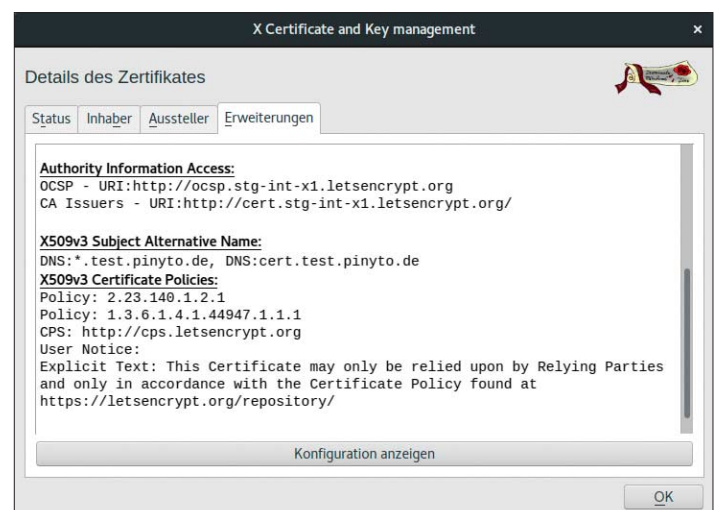 X Certificate and Key management
×
Details des Zertifikates
Status Inhaber Aussteller Erweiterungen
Authority Information Access:
OCSP - URI:http://ocsp.stg-int-x1.letsencrypt.org
CA Issuers - URI:http://cert.stg-int-x1.letsencrypt.org/
X509v3 Subject Alternative Name:
DNS:*.test.pinyto.de, DNS:cert.test.pinyto.de
X509v3 Certificate Policies:
Policy: 2.23.140.1.2.1
Policy: 1.3.6.1.4.1.44947.1.1.1
CPS: http://cps.letsencrypt.org
User Notice:
Explicit Text: This Certificate may only be relied upon by Relying Parties
and only in accordance with the Certificate Policy found at
https://letsencrypt.org/repository/
Konfiguration anzeigen
OK